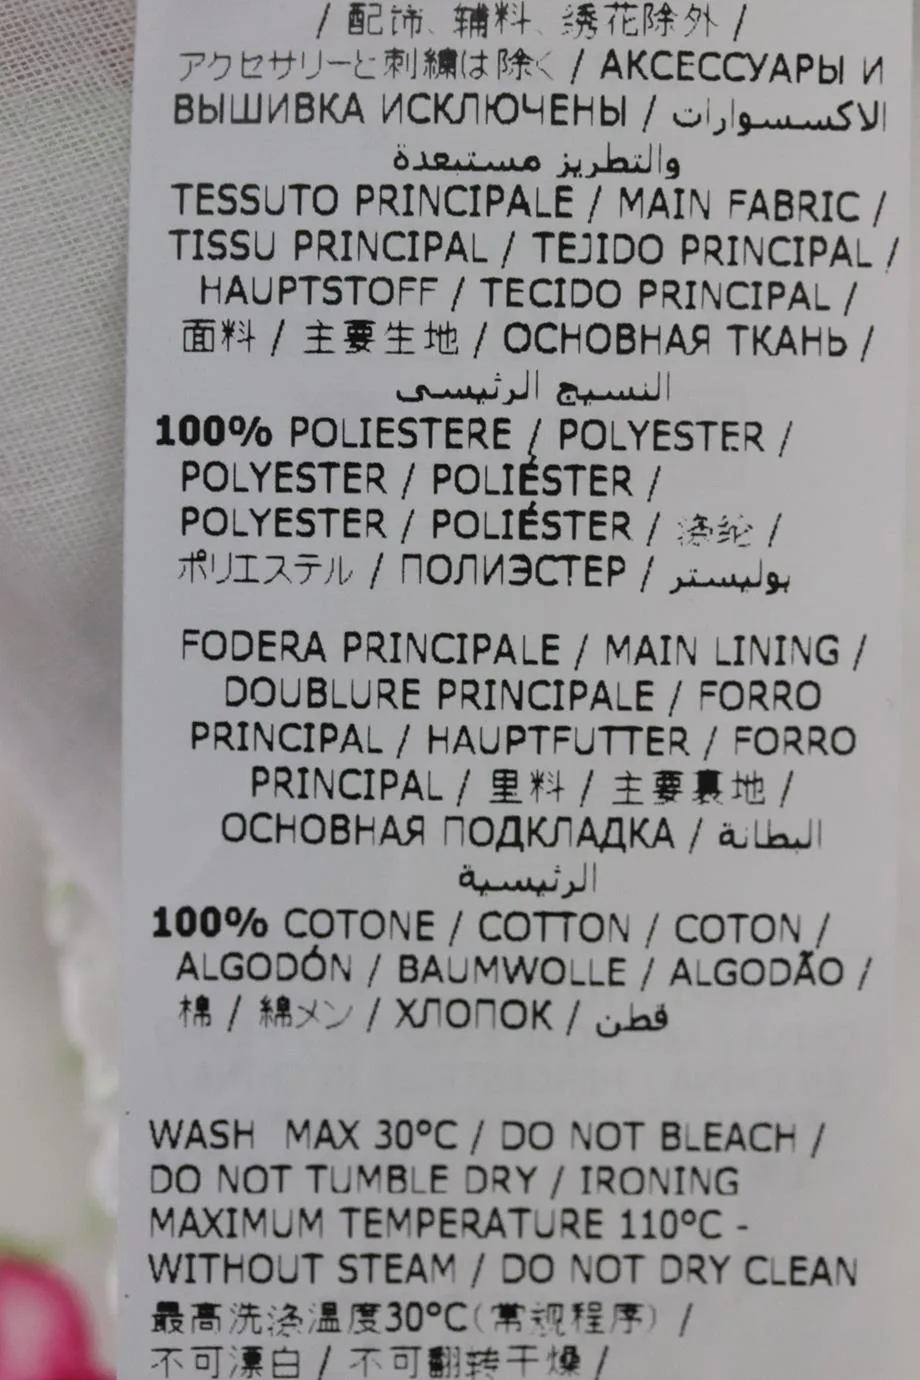 / 配饰、辅料、绣花除外 /
アクセサリーと刺繍は除く / АКСЕССУАРЫ И
ВЫШИВКА ИСКЛЮЧЕНЫ / الاكسسوارات
والتطريز مستبعدة
TESSUTO PRINCIPALE / MAIN FABRIC /
TISSU PRINCIPAL / TEJIDO PRINCIPAL /
HAUPTSTOFF / TECIDO PRINCIPAL /
面料 / 主要生地 / ОСНОВНАЯ ТКАНЬ /
النسيج الرئيسى
100% POLIESTERE / POLYESTER /
POLYESTER / POLIÉSTER /
POLYESTER / POLIÉSTER / 涤纶 /
ポリエステル / ПОЛИЭСТЕР / بوليستر
FODERA PRINCIPALE / MAIN LINING /
DOUBLURE PRINCIPALE / FORRO
PRINCIPAL / HAUPTFUTTER / FORRO
PRINCIPAL / 里料 / 主要裏地 /
ОСНОВНАЯ ПОДКЛАДКА / البطانة
الرئيسية
100% COTONE / COTTON / COTON /
ALGODÓN / BAUMWOLLE / ALGODÃO /
棉 / 綿メン / ХЛОПОК / قطن
WASH MAX 30°C / DO NOT BLEACH /
DO NOT TUMBLE DRY / IRONING
MAXIMUM TEMPERATURE 110°C -
WITHOUT STEAM / DO NOT DRY CLEAN
最高洗涤温度30°C(常规程序) /
不可漂白 / 不可翻转干燥 /